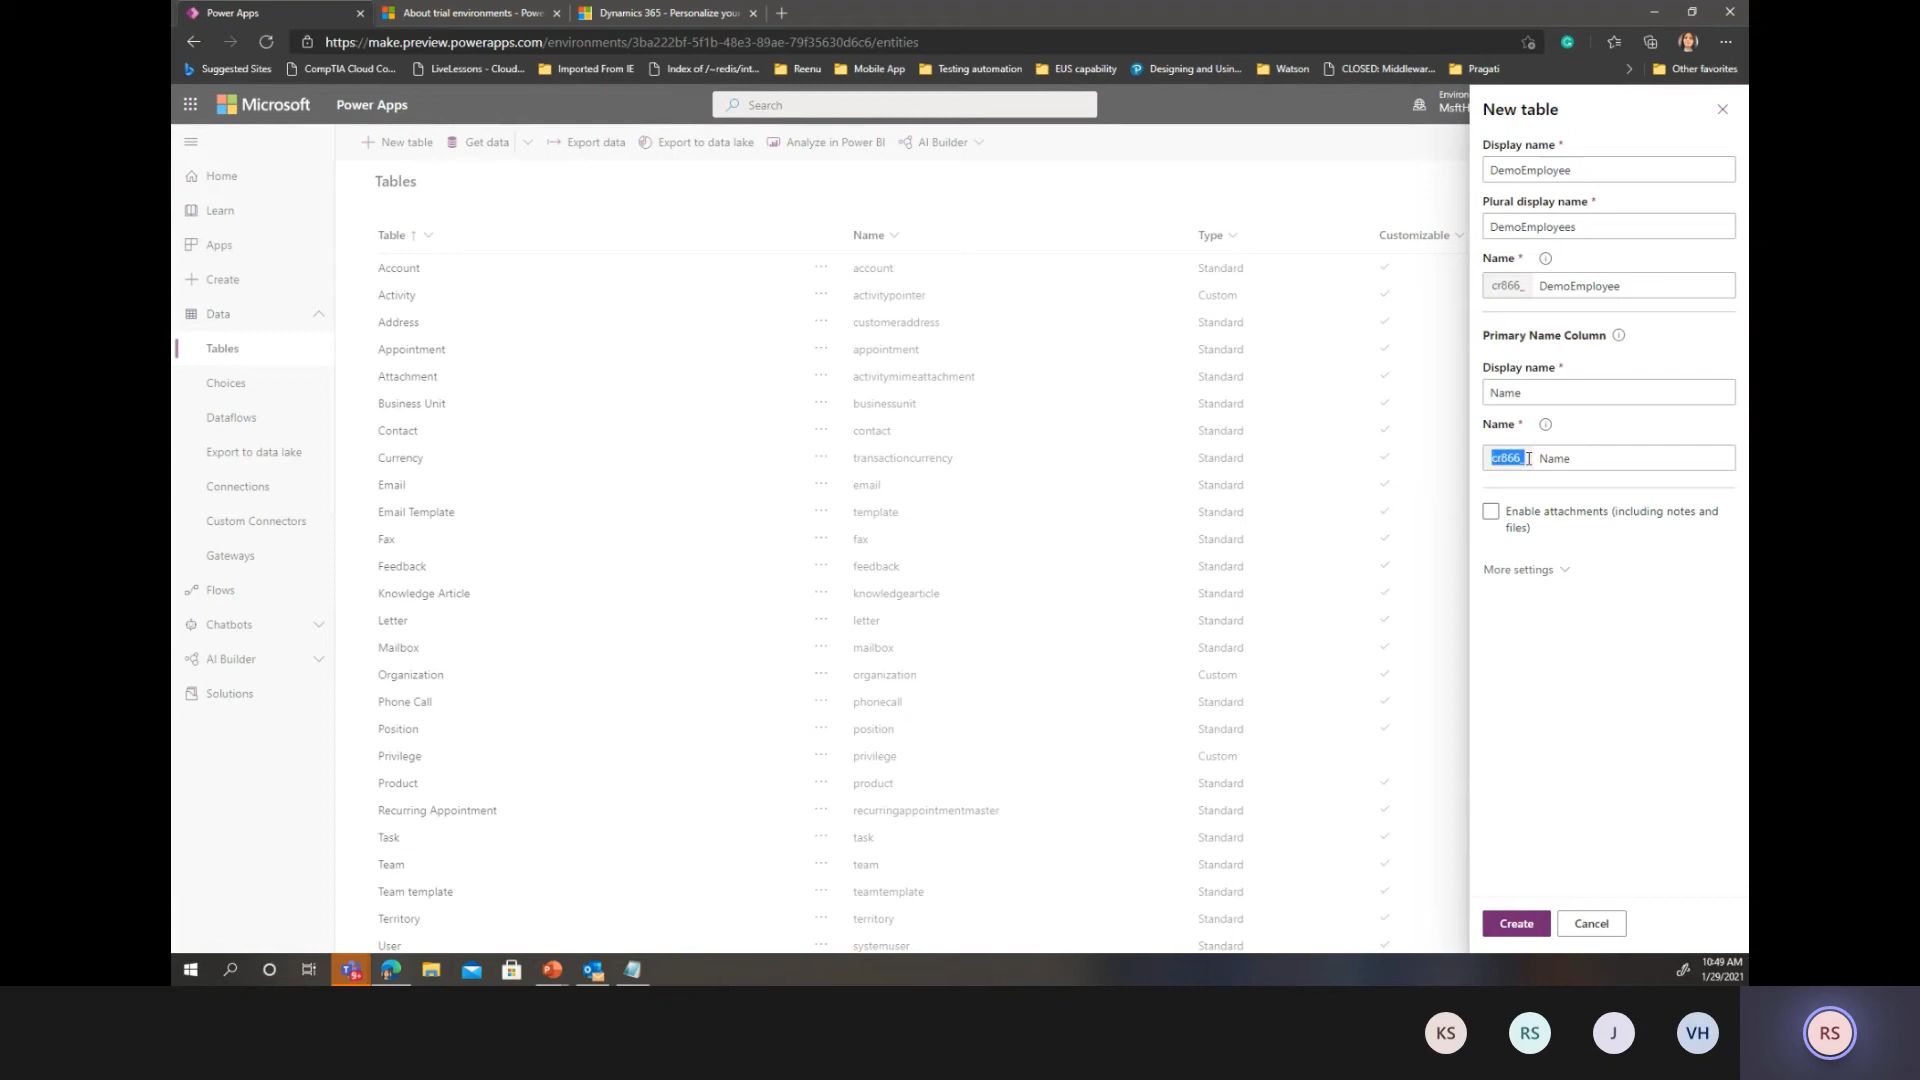 Power Apps
About trial environments - Powe
Dynamics 365 - Personalize your
https://make.preview.powerapps.com/environments/3ba222bf-5f1b-48e3-89ae-79f35630d6c6/entities
Suggested Sites
CompTIA Cloud Co...
LiveLessons - Cloud...
Imported From IE
Index of /~redis/int...
Reenu
Mobile App
Testing automation
EUS capability
Designing and Usin...
Watson
CLOSED: Middlewar...
Pragati
Other favorites
Microsoft
Power Apps
Search
Environ
MsftH
New table
Get data
Export data
Export to data lake
Analyze in Power BI
AI Builder
Home
Learn
Apps
Create
Data
Tables
Choices
Dataflows
Export to data lake
Connections
Custom Connectors
Gateways
Flows
Chatbots
AI Builder
Solutions
Tables
Table ↑ Name Type Customizable
Account ... account Standard ✓
Activity ... activitypointer Custom ✓
Address ... customeraddress Standard ✓
Appointment ... appointment Standard ✓
Attachment ... activitymimeattachment Standard ✓
Business Unit ... businessunit Standard ✓
Contact ... contact Standard ✓
Currency ... transactioncurrency Standard ✓
Email ... email Standard ✓
Email Template ... template Standard ✓
Fax ... fax Standard ✓
Feedback ... feedback Standard ✓
Knowledge Article ... knowledgearticle Standard ✓
Letter ... letter Standard ✓
Mailbox ... mailbox Standard ✓
Organization ... organization Custom ✓
Phone Call ... phonecall Standard ✓
Position ... position Standard ✓
Privilege ... privilege Custom
Product ... product Standard ✓
Recurring Appointment ... recurringappointmentmaster Standard ✓
Task ... task Standard ✓
Team ... team Standard ✓
Team template ... teamtemplate Standard ✓
Territory ... territory Standard ✓
User ... systemuser Standard ✓
New table
Display name *
DemoEmployee
Plural display name *
DemoEmployees
Name *
cr866_ DemoEmployee
Primary Name Column
Display name *
Name
Name *
cr866_ Name
Enable attachments (including notes and
files)
More settings
Create
Cancel
9+
10:49 AM
1/29/2021
KS
RS
J
VH
RS